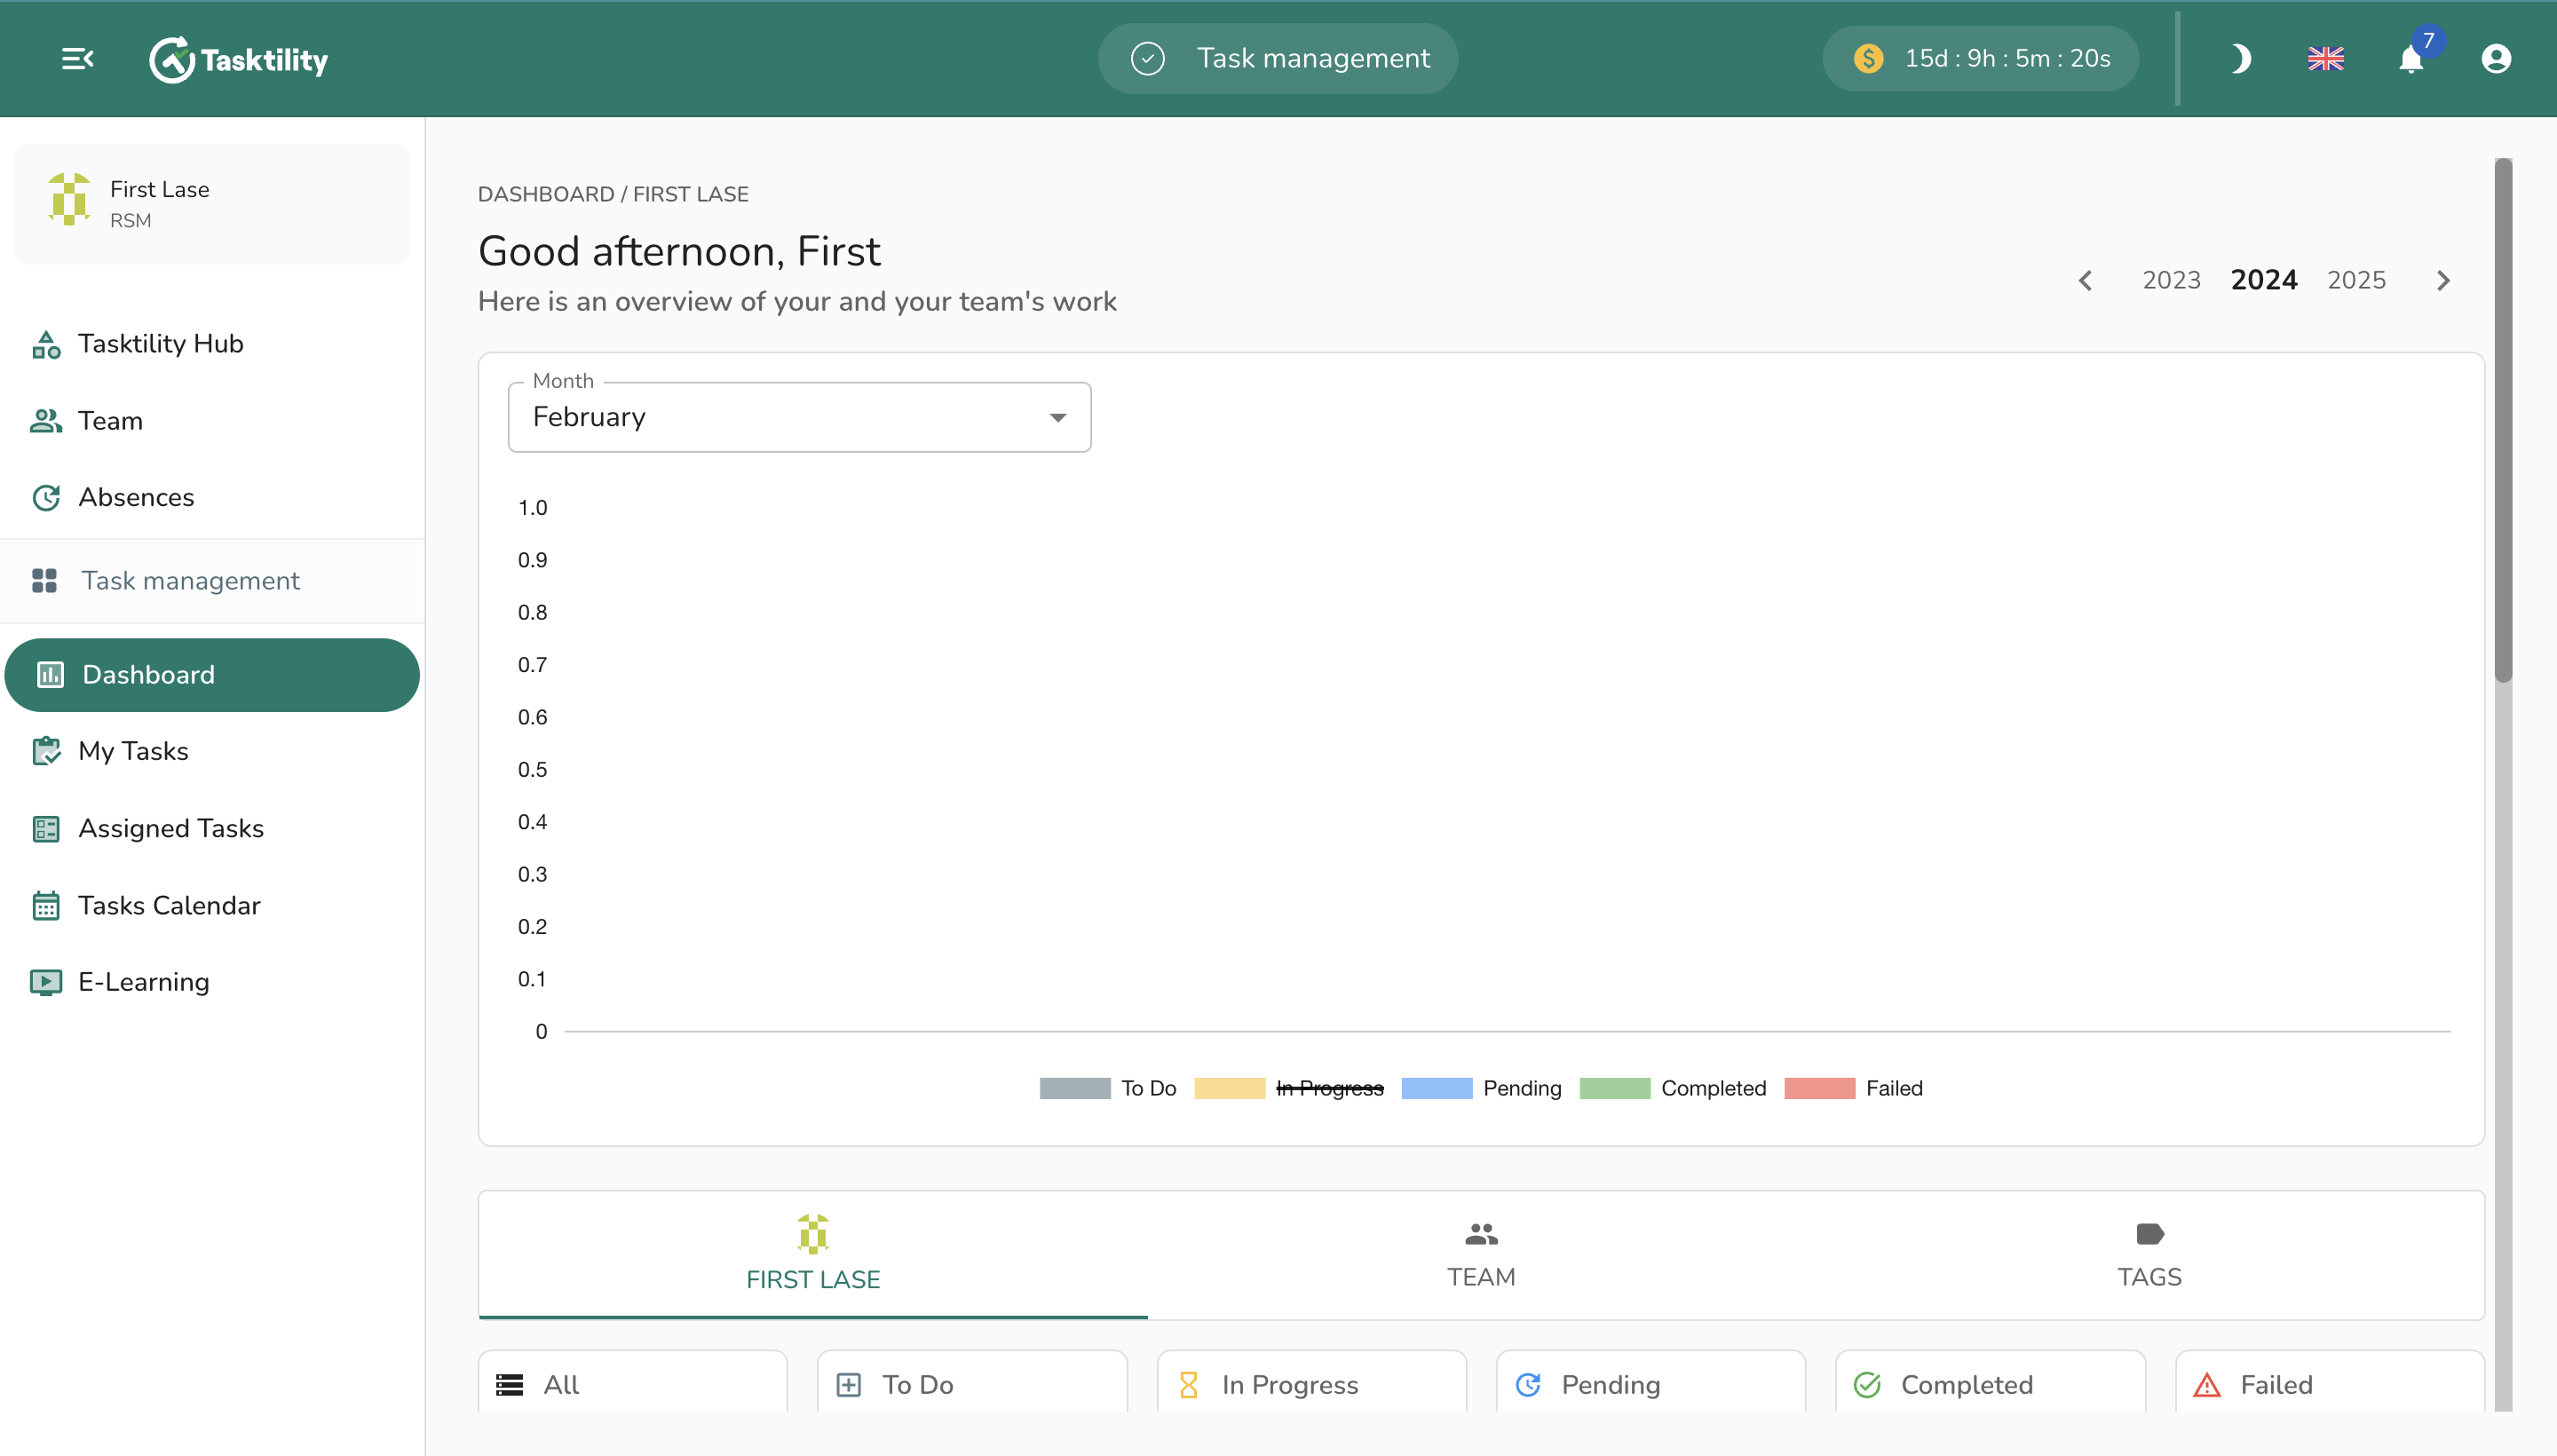 Tasktility
Task management
15d : 9h : 5m : 20s
7
First Lase
RSM
Tasktility Hub
Team
Absences
Task management
Dashboard
My Tasks
Assigned Tasks
Tasks Calendar
E-Learning
DASHBOARD / FIRST LASE
Good afternoon, First
Here is an overview of your and your team's work
2023 2024 2025
Month
February
1.0
0.9
0.8
0.7
0.6
0.5
0.4
0.3
0.2
0.1
0
To Do In Progress Pending Completed Failed
FIRST LASE
TEAM
TAGS
All
To Do
In Progress
Pending
Completed
Failed